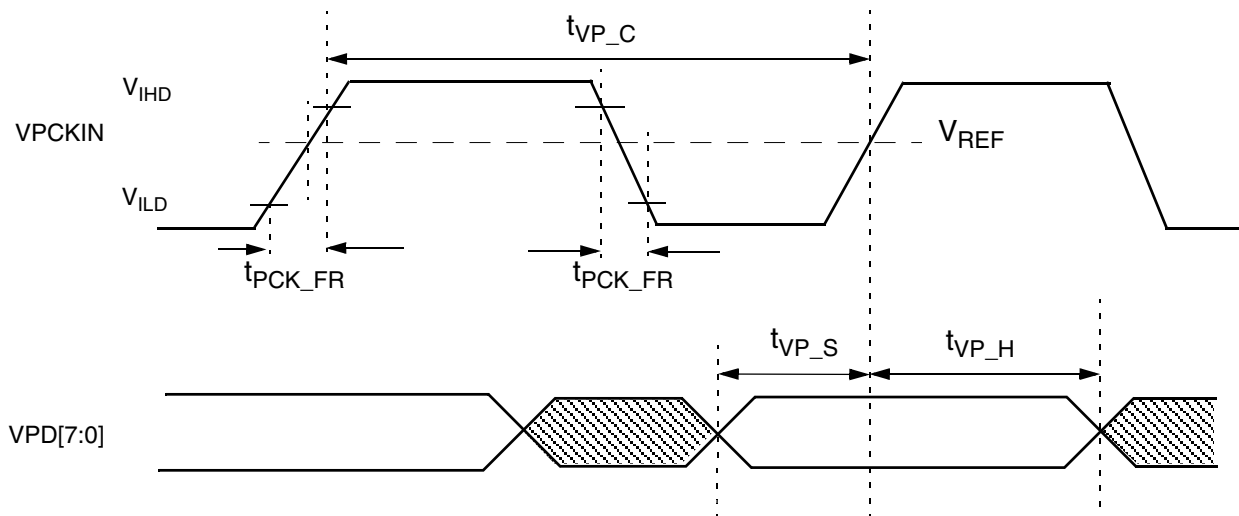 tVP_C
VIHD
VPCKIN
VREF
VILD
tPCK_FR
tPCK_FR
tVP_S
tVP_H
VPD[7:0]